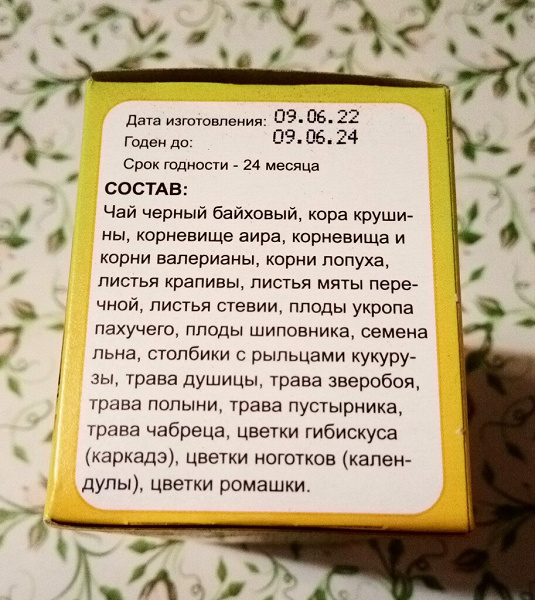 Дата изготовления: 09.06.22
Годен до: 09.06.24
Срок годности - 24 месяца
СОСТАВ:
Чай черный байховый, кора круши-
ны, корневище аира, корневища и
корни валерианы, корни лопуха,
листья крапивы, листья мяты пере-
чной, листья стевии, плоды укропа
пахучего, плоды шиповника, семена
льна, столбики с рыльцами кукуру-
зы, трава душицы, трава зверобоя,
трава полыни, трава пустырника,
трава чабреца, цветки гибискуса
(каркадэ), цветки ноготков (кален-
дулы), цветки ромашки.